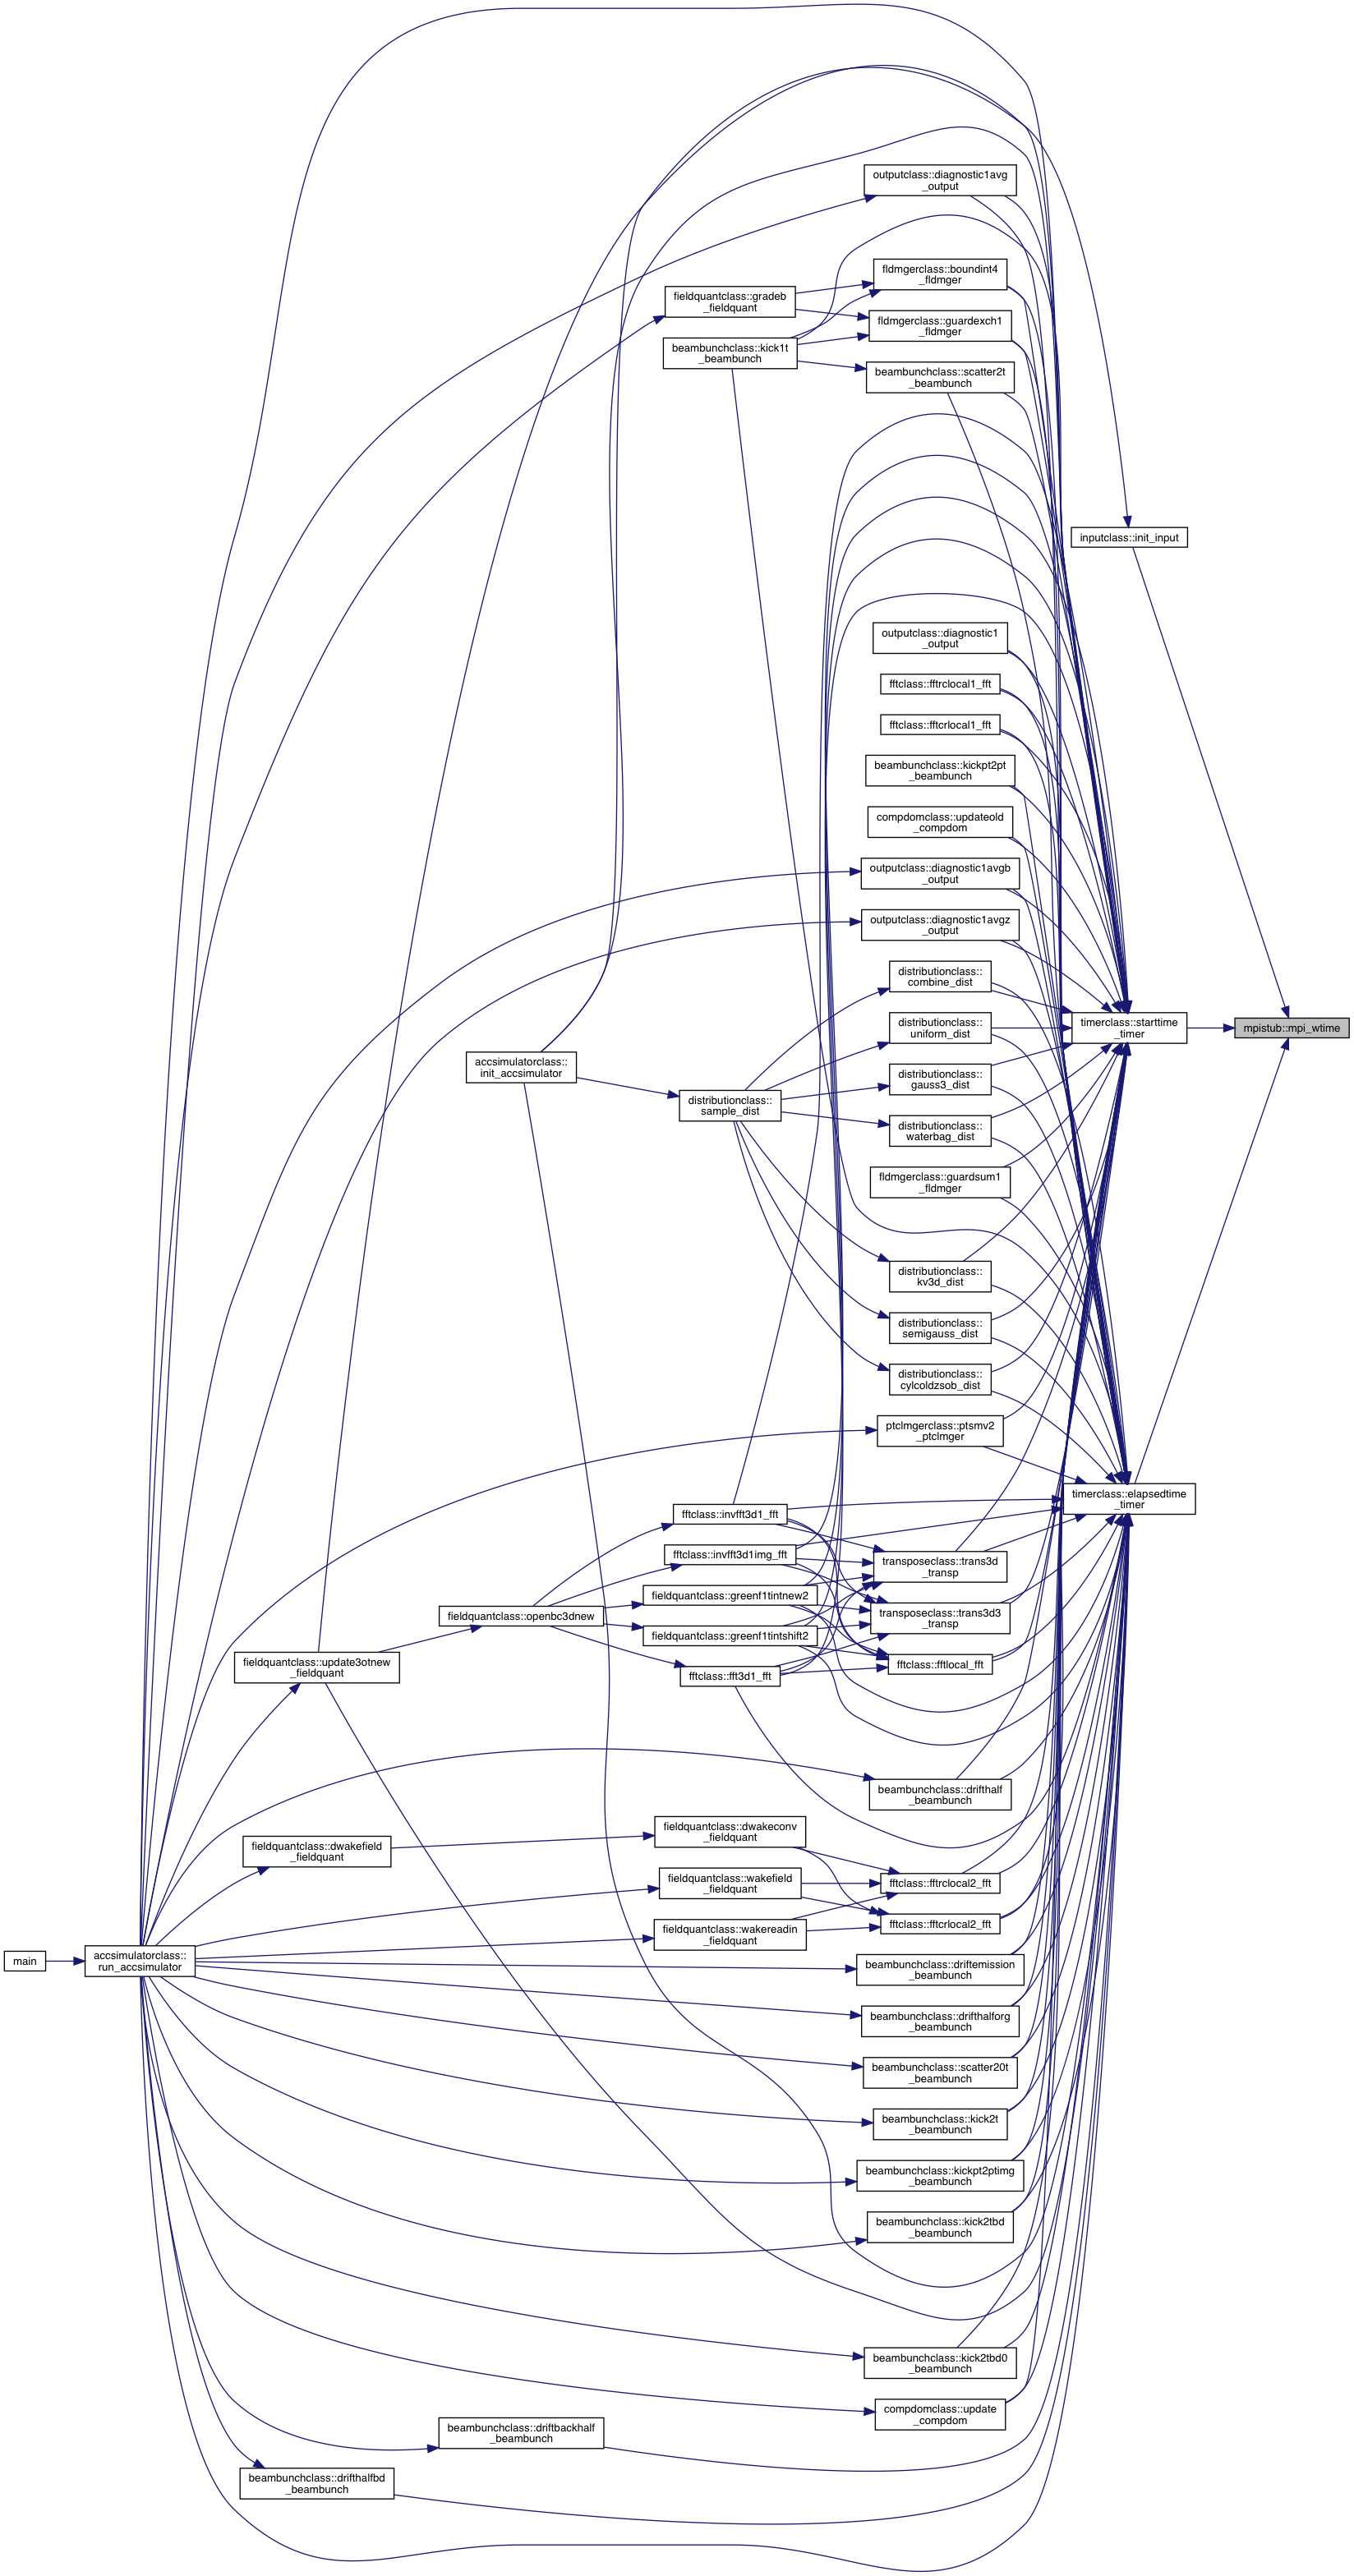 outputclass::diagnostic1avg
_output
fldmgerclass::boundint4
_fldmger
fieldquantclass::gradeb
_fieldquant
fldmgerclass::guardexch1
_fldmger
beambunchclass::kick1t
_beambunch
beambunchclass::scatter2t
_beambunch
inputclass::init_input
outputclass::diagnostic1
_output
fftclass::fftrclocal1_fft
fftclass::fftcrlocal1_fft
beambunchclass::kickpt2pt
_beambunch
compdomclass::updateold
_compdom
outputclass::diagnostic1avgb
_output
outputclass::diagnostic1avgz
_output
distributionclass::
combine_dist
distributionclass::
uniform_dist
timerclass::starttime
_timer
mpistub::mpi_wtime
accsimulatorclass::
init_accsimulator
distributionclass::
gauss3_dist
distributionclass::
sample_dist
distributionclass::
waterbag_dist
fldmgerclass::guardsum1
_fldmger
distributionclass::
kv3d_dist
distributionclass::
semigauss_dist
distributionclass::
cylcoldzsob_dist
ptclmgerclass::ptsmv2
_ptclmger
timerclass::elapsedtime
_timer
fftclass::invfft3d1_fft
fftclass::invfft3d1img_fft
transposeclass::trans3d
_transp
fieldquantclass::greenf1tintnew2
fieldquantclass::openbc3dnew
transposeclass::trans3d3
_transp
fieldquantclass::greenf1tintshift2
fieldquantclass::update3otnew
_fieldquant
fftclass::fftlocal_fft
fftclass::fft3d1_fft
beambunchclass::drifthalf
_beambunch
fieldquantclass::dwakeconv
_fieldquant
fieldquantclass::dwakefield
_fieldquant
fieldquantclass::wakefield
_fieldquant
fftclass::fftrclocal2_fft
fftclass::fftcrlocal2_fft
fieldquantclass::wakereadin
_fieldquant
main
accsimulatorclass::
run_accsimulator
beambunchclass::driftemission
_beambunch
beambunchclass::drifthalforg
_beambunch
beambunchclass::scatter20t
_beambunch
beambunchclass::kick2t
_beambunch
beambunchclass::kickpt2ptimg
_beambunch
beambunchclass::kick2tbd
_beambunch
beambunchclass::kick2tbd0
_beambunch
compdomclass::update
_compdom
beambunchclass::driftbackhalf
_beambunch
beambunchclass::drifthalfbd
_beambunch